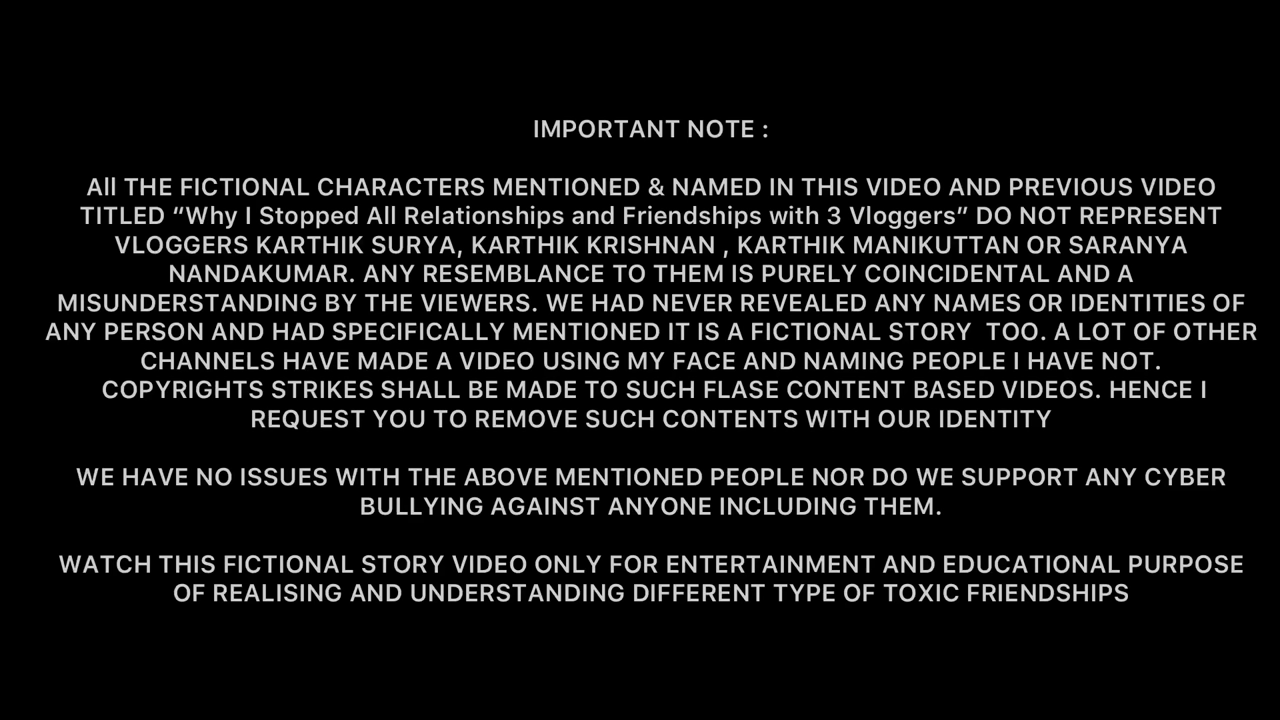 IMPORTANT NOTE :
All THE FICTIONAL CHARACTERS MENTIONED & NAMED IN THIS VIDEO AND PREVIOUS VIDEO
TITLED “Why I Stopped All Relationships and Friendships with 3 Vloggers” DO NOT REPRESENT
VLOGGERS KARTHIK SURYA, KARTHIK KRISHNAN , KARTHIK MANIKUTTAN OR SARANYA
NANDAKUMAR. ANY RESEMBLANCE TO THEM IS PURELY COINCIDENTAL AND A
MISUNDERSTANDING BY THE VIEWERS. WE HAD NEVER REVEALED ANY NAMES OR IDENTITIES OF
ANY PERSON AND HAD SPECIFICALLY MENTIONED IT IS A FICTIONAL STORY  TOO. A LOT OF OTHER
CHANNELS HAVE MADE A VIDEO USING MY FACE AND NAMING PEOPLE I HAVE NOT.
COPYRIGHTS STRIKES SHALL BE MADE TO SUCH FLASE CONTENT BASED VIDEOS. HENCE I
REQUEST YOU TO REMOVE SUCH CONTENTS WITH OUR IDENTITY
WE HAVE NO ISSUES WITH THE ABOVE MENTIONED PEOPLE NOR DO WE SUPPORT ANY CYBER
BULLYING AGAINST ANYONE INCLUDING THEM.
WATCH THIS FICTIONAL STORY VIDEO ONLY FOR ENTERTAINMENT AND EDUCATIONAL PURPOSE
OF REALISING AND UNDERSTANDING DIFFERENT TYPE OF TOXIC FRIENDSHIPS